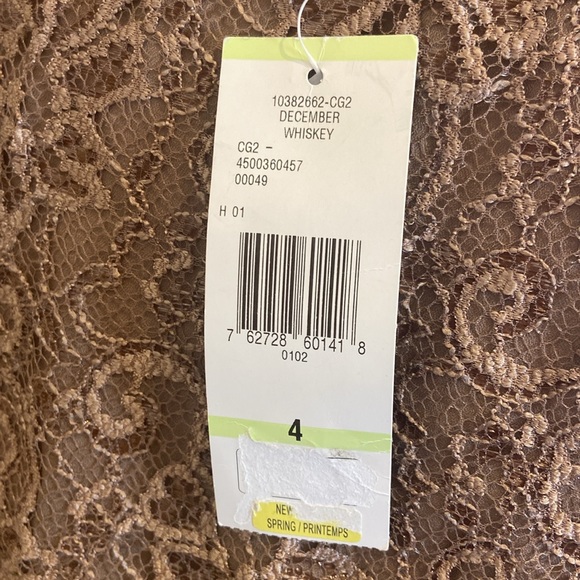 10382662-CG2
DECEMBER
WHISKEY
CG2 -
4500360457
00049
H 01
7 62728 60141 8
0102
4
NEW
SPRING / PRINTEMPS